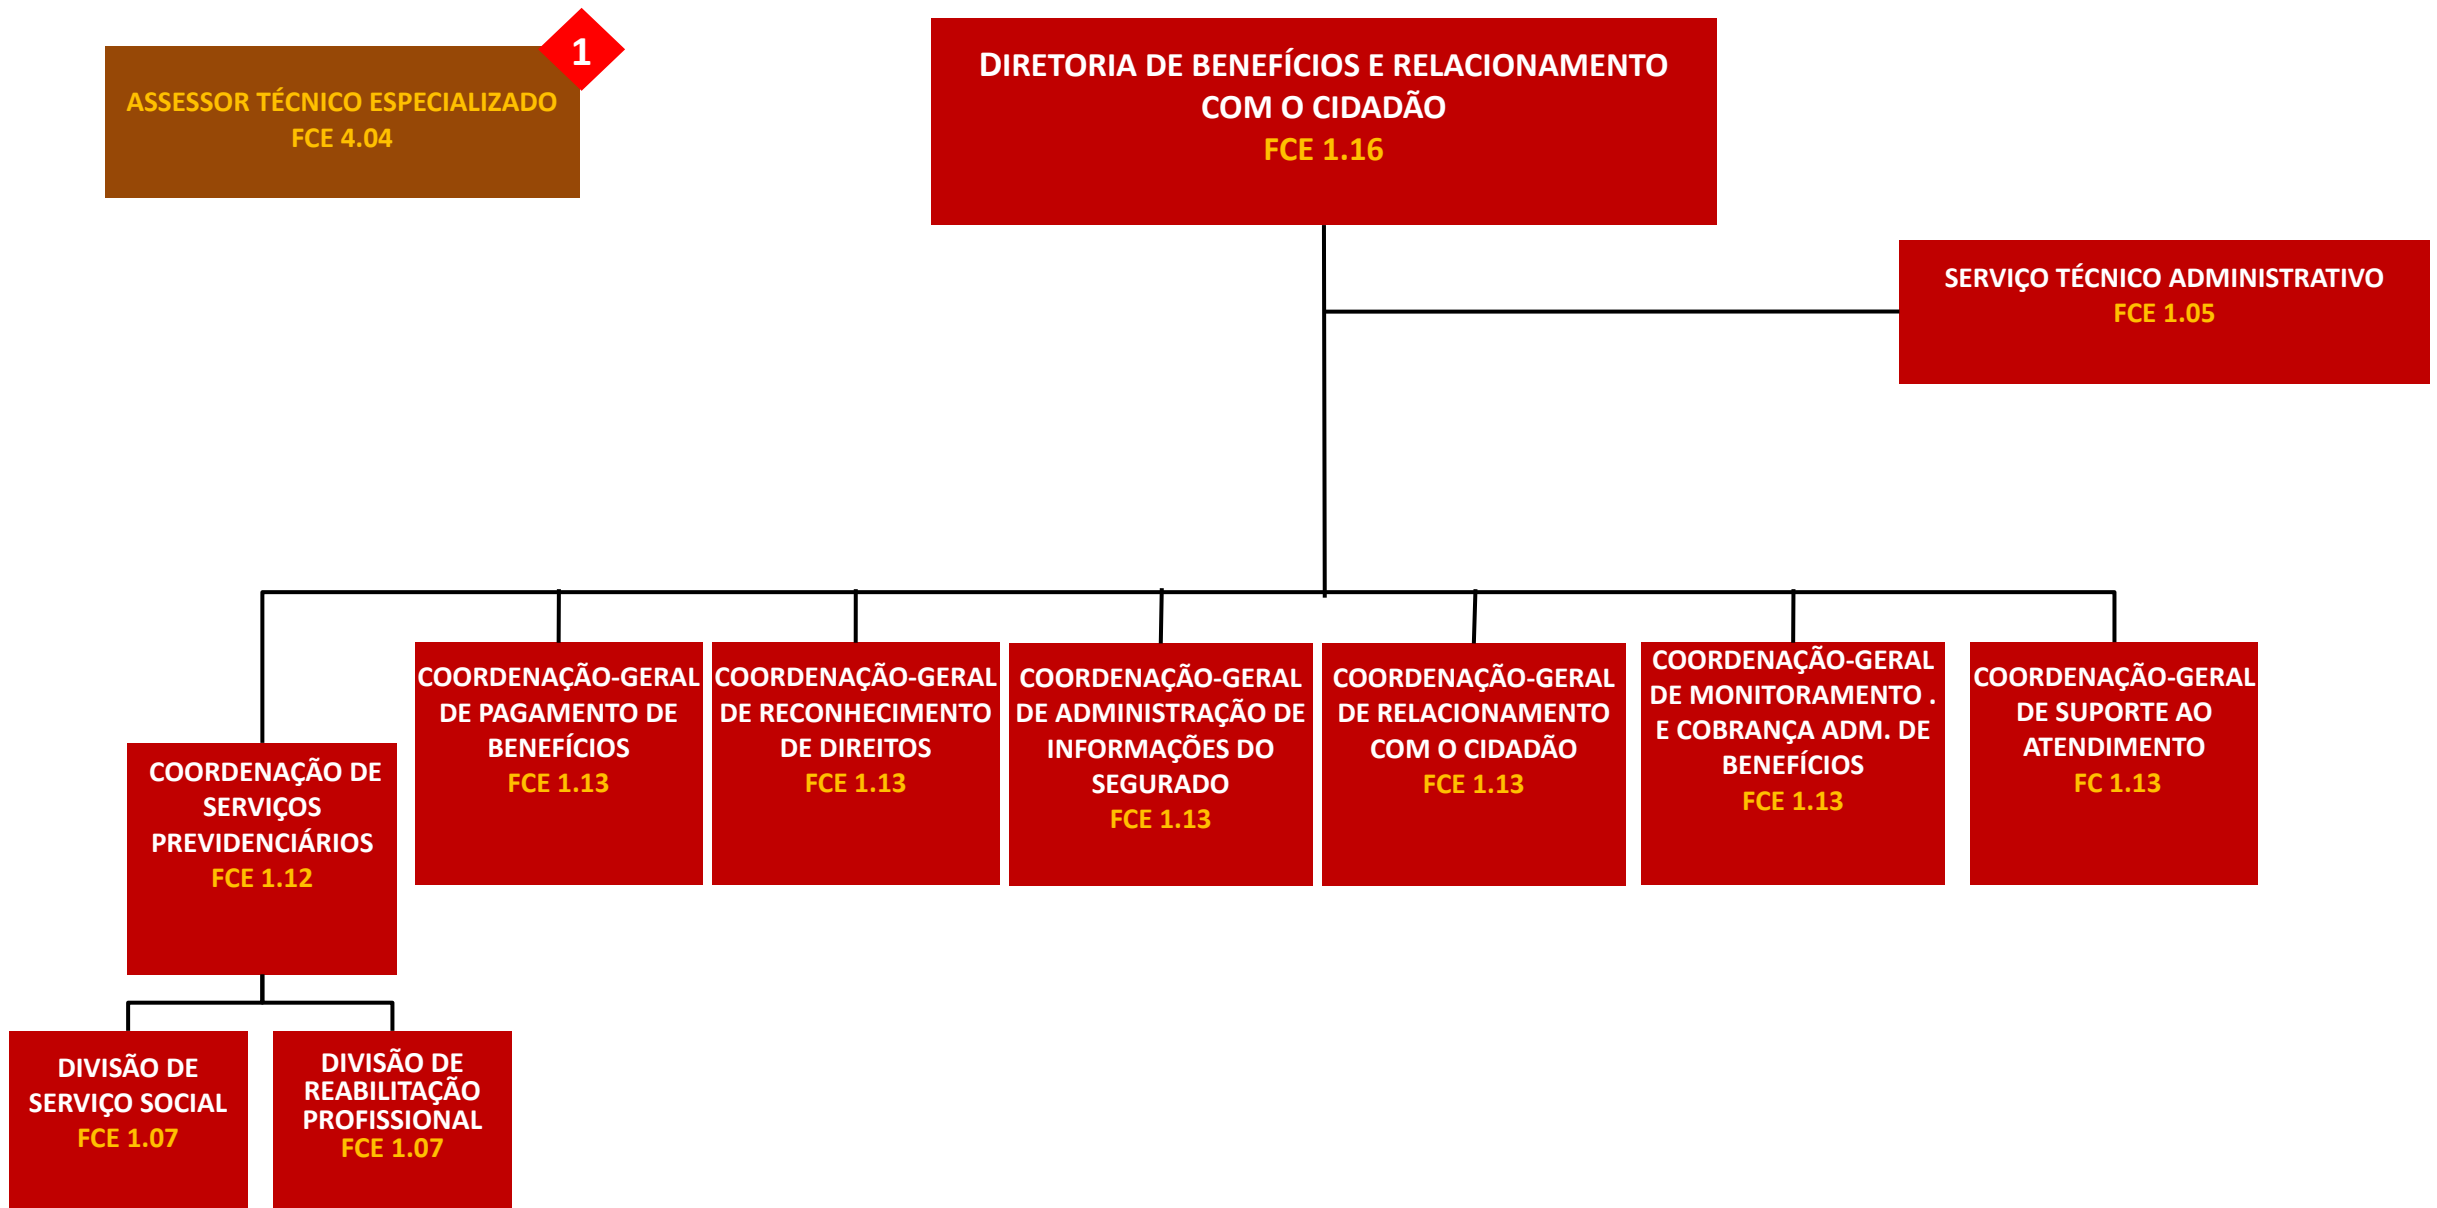 1
ASSESSOR TÉCNICO ESPECIALIZADO
FCE 4.04
DIRETORIA DE BENEFÍCIOS E RELACIONAMENTO
COM O CIDADÃO
FCE 1.16
SERVIÇO TÉCNICO ADMINISTRATIVO
FCE 1.05
COORDENAÇÃO DE
SERVIÇOS
PREVIDENCIÁRIOS
FCE 1.12
COORDENAÇÃO-GERAL
DE PAGAMENTO DE
BENEFÍCIOS
FCE 1.13
COORDENAÇÃO-GERAL
DE RECONHECIMENTO
DE DIREITOS
FCE 1.13
COORDENAÇÃO-GERAL
DE ADMINISTRAÇÃO DE
INFORMAÇÕES DO
SEGURADO
FCE 1.13
COORDENAÇÃO-GERAL
DE RELACIONAMENTO
COM O CIDADÃO
FCE 1.13
COORDENAÇÃO-GERAL
DE MONITORAMENTO .
E COBRANÇA ADM. DE
BENEFÍCIOS
FCE 1.13
COORDENAÇÃO-GERAL
DE SUPORTE AO
ATENDIMENTO
FC 1.13
DIVISÃO DE
SERVIÇO SOCIAL
FCE 1.07
DIVISÃO DE
REABILITAÇÃO
PROFISSIONAL
FCE 1.07